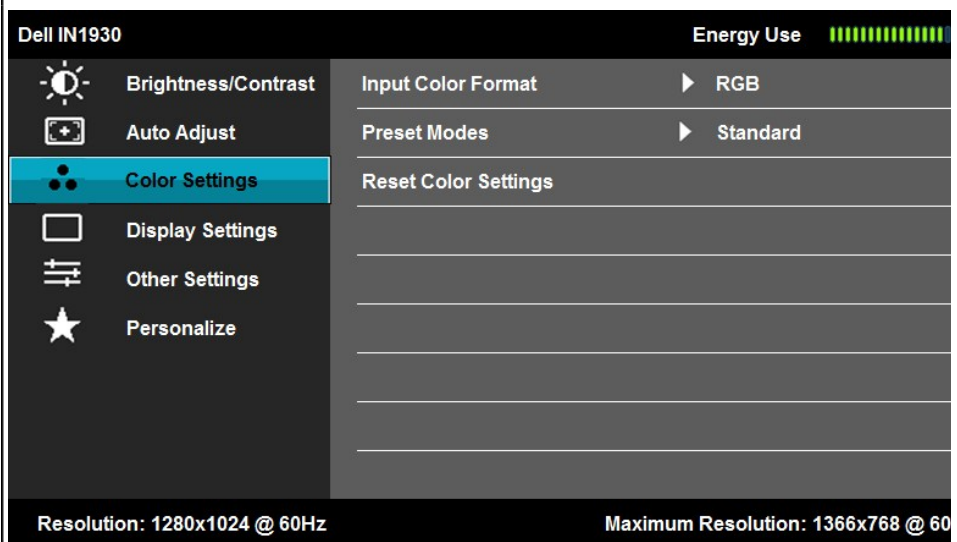 Dell IN1930 Energy Use
Brightness/Contrast Input Color Format RGB
Auto Adjust Preset Modes Standard
Color Settings Reset Color Settings
Display Settings
Other Settings
Personalize
Resolution: 1280x1024 @ 60Hz Maximum Resolution: 1366x768 @ 60